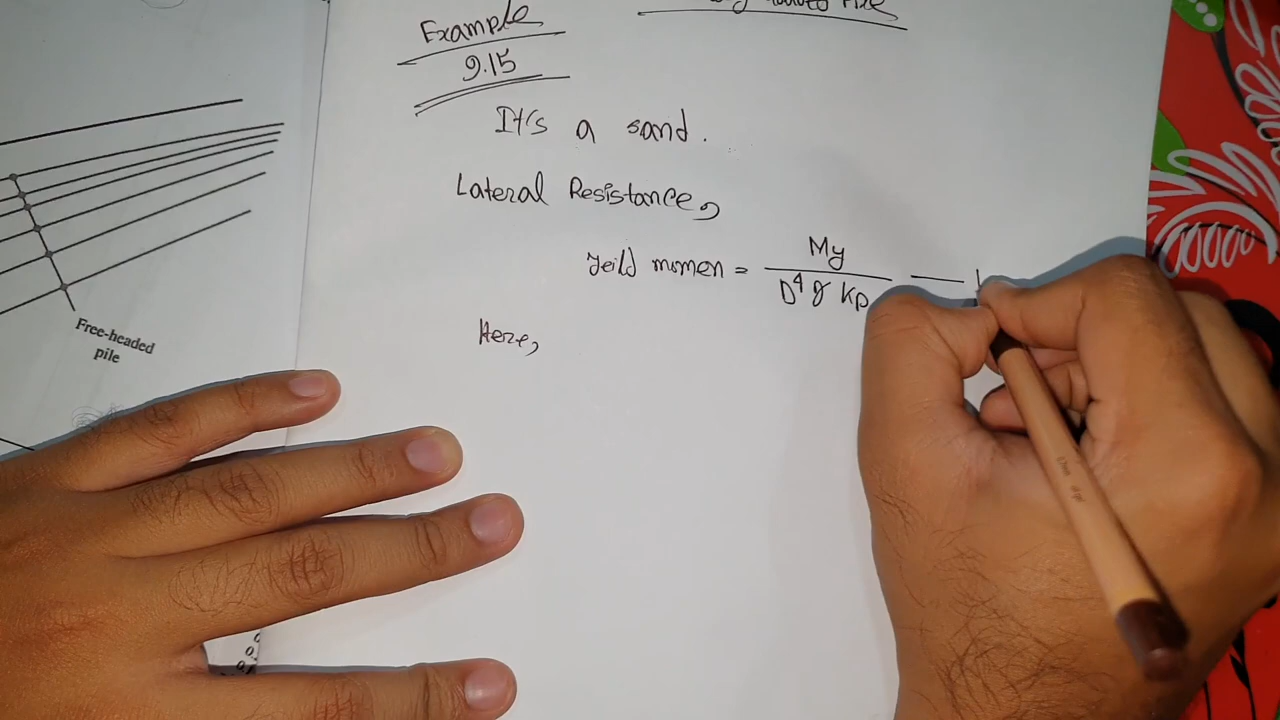 Example
9.15
It's a sand.
Lateral Resistance,
Yeild momen = My
D⁴ γ Kp
Here,
Free-headed
pile